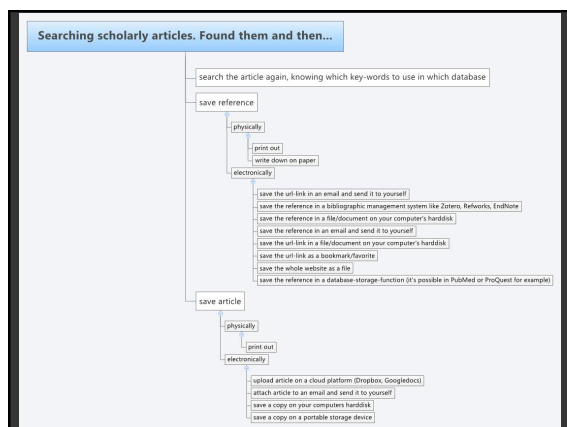 Searching scholarly articles. Found them and then...
search the article again, knowing which key-words to use in which database
save reference
physically
print out
write down on paper
electronically
save the url-link in an email and send it to yourself
save the reference in a bibliographic management system like Zotero, Refworks, EndNote
save the reference in a file/document on your computer's harddisk
save the reference in an email and send it to yourself
save the url-link in a file/document on your computer's harddisk
save the url-link as a bookmark/favorite
save the whole website as a file
save the reference in a database-storage-function (it's possible in PubMed or ProQuest for example)
save article
physically
print out
electronically
upload article on a cloud platform (Dropbox, Googledocs)
attach article to an email and send it to yourself
save a copy on your computers harddisk
save a copy on a portable storage device